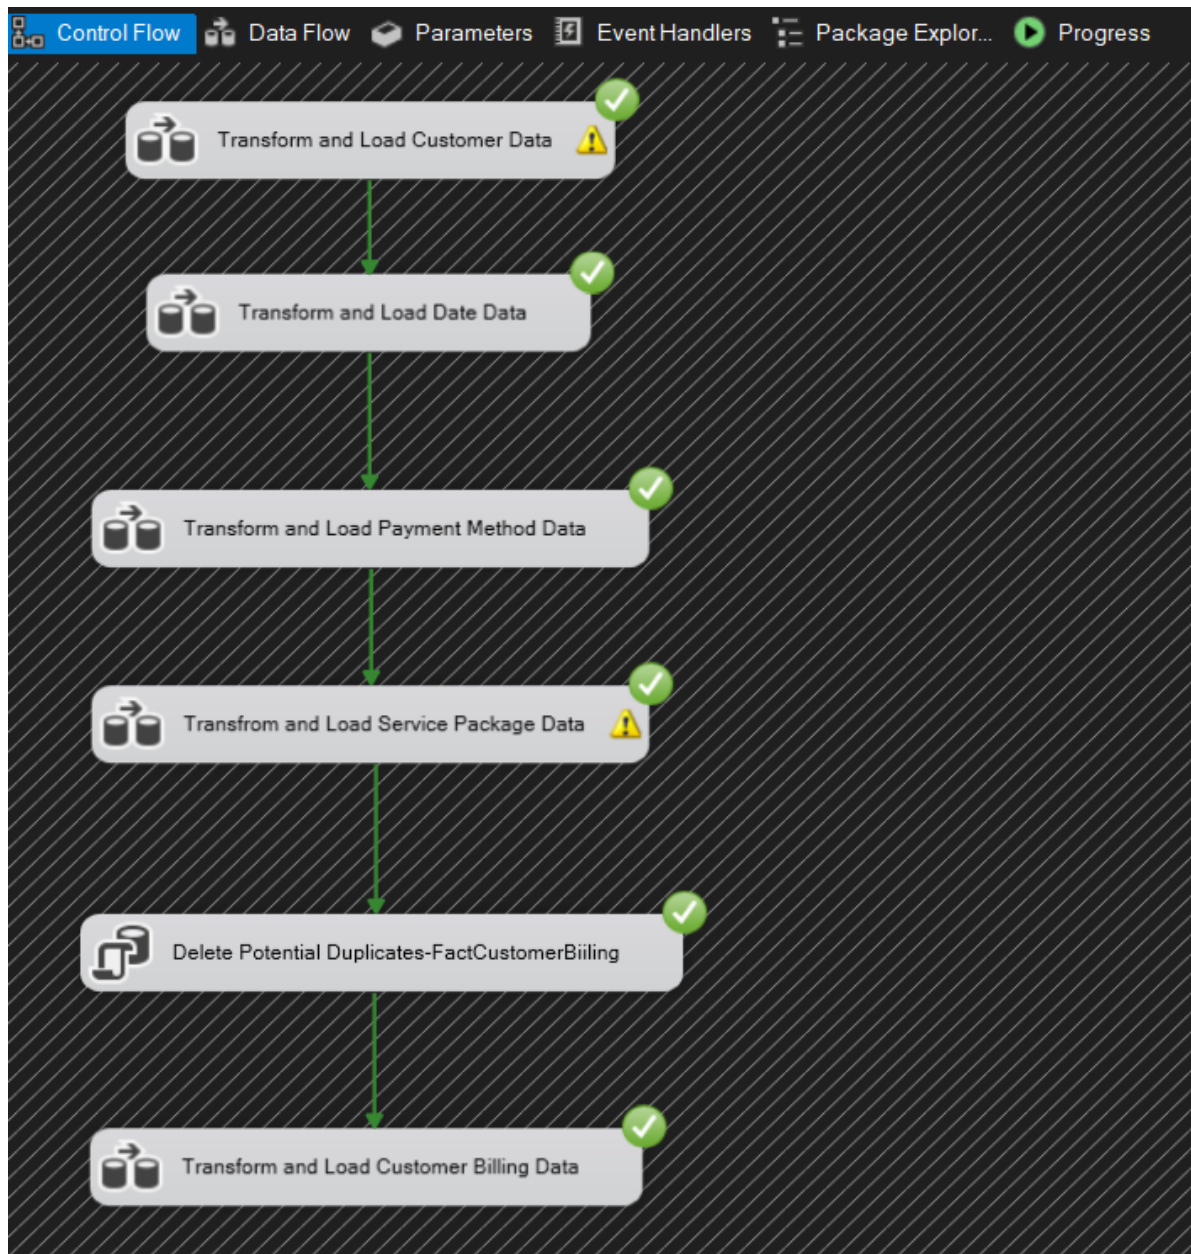 Control Flow Data Flow Parameters Event Handlers Package Explor... Progress
Transform and Load Customer Data
Transform and Load Date Data
Transform and Load Payment Method Data
Transfrom and Load Service Package Data
Delete Potential Duplicates-FactCustomerBiiling
Transform and Load Customer Billing Data